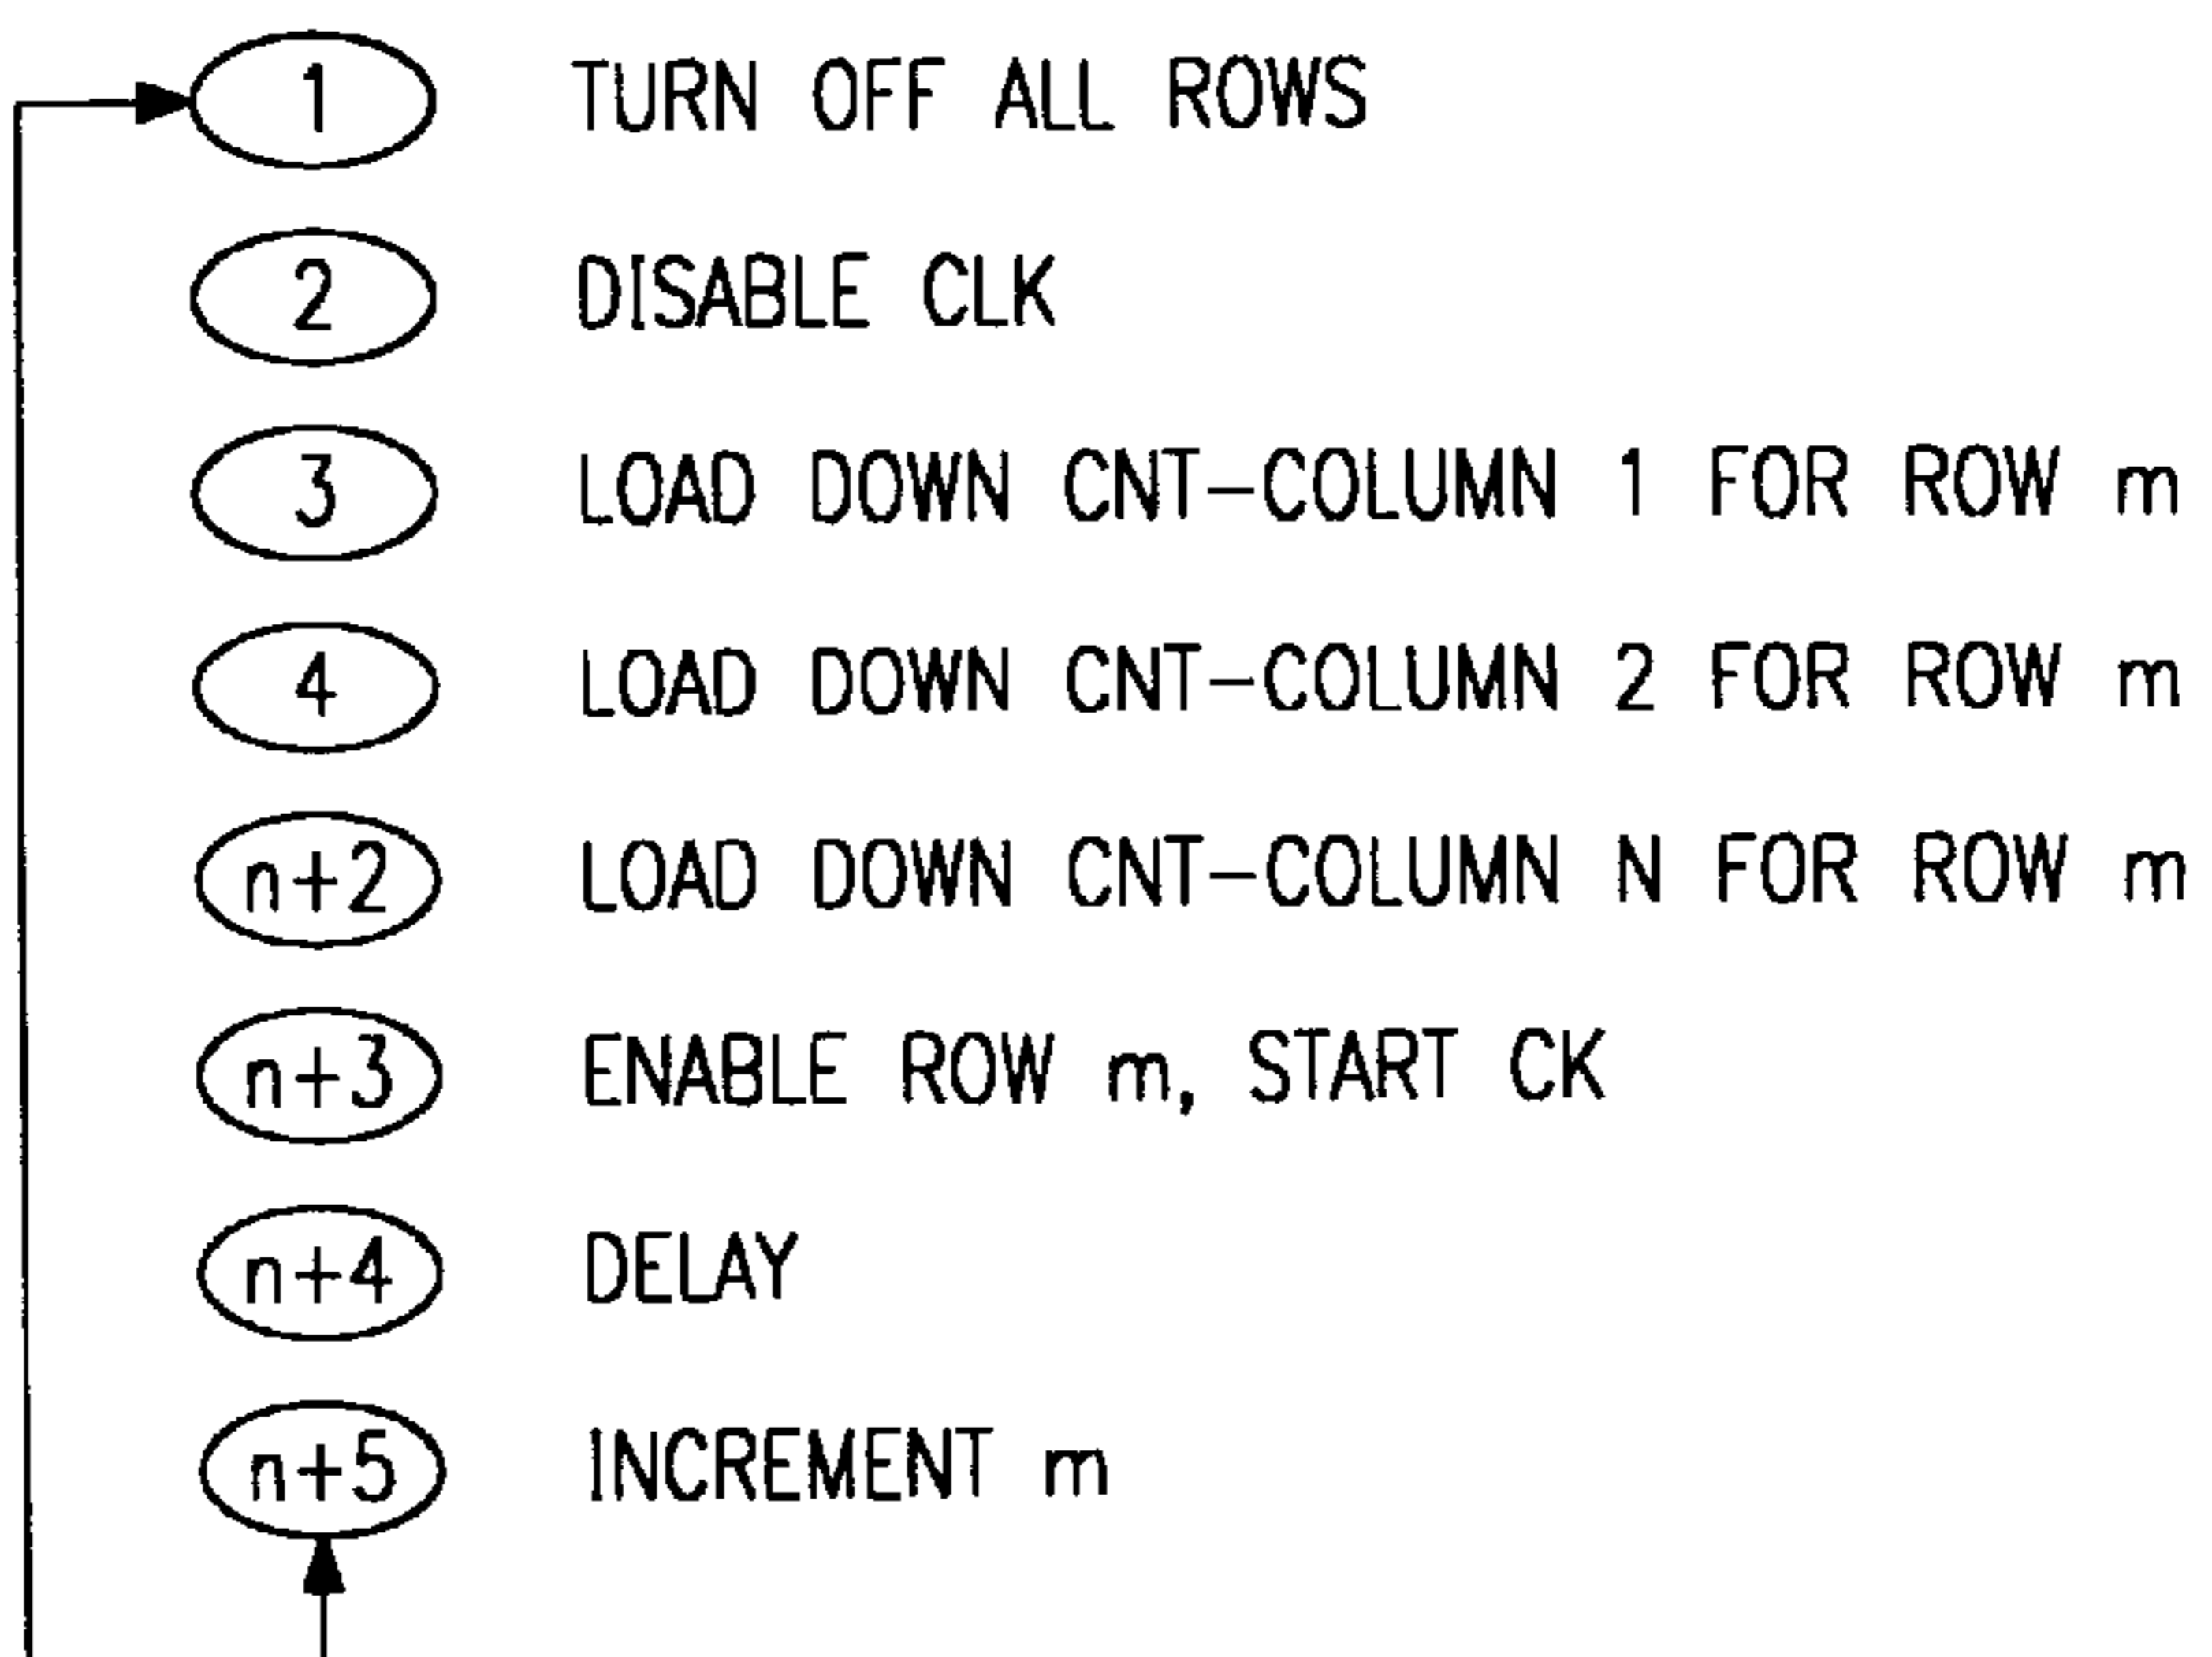 1 TURN OFF ALL ROWS
2 DISABLE CLK
3 LOAD DOWN CNT-COLUMN 1 FOR ROW m
4 LOAD DOWN CNT-COLUMN 2 FOR ROW m
n+2 LOAD DOWN CNT-COLUMN N FOR ROW m
n+3 ENABLE ROW m, START CK
n+4 DELAY
n+5 INCREMENT m